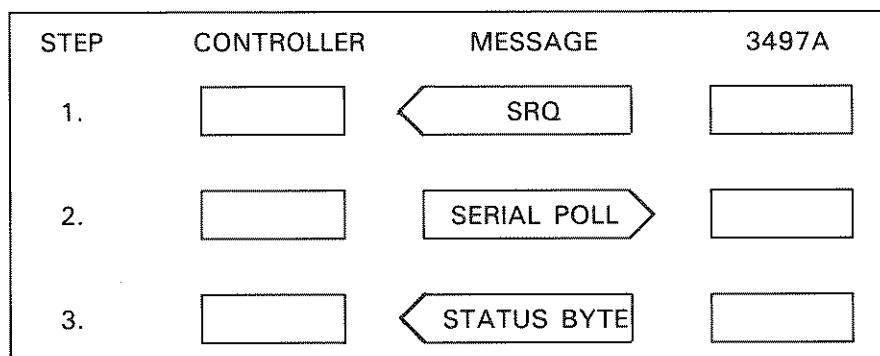 STEP CONTROLLER MESSAGE 3497A
1. SRQ
2. SERIAL POLL
3. STATUS BYTE